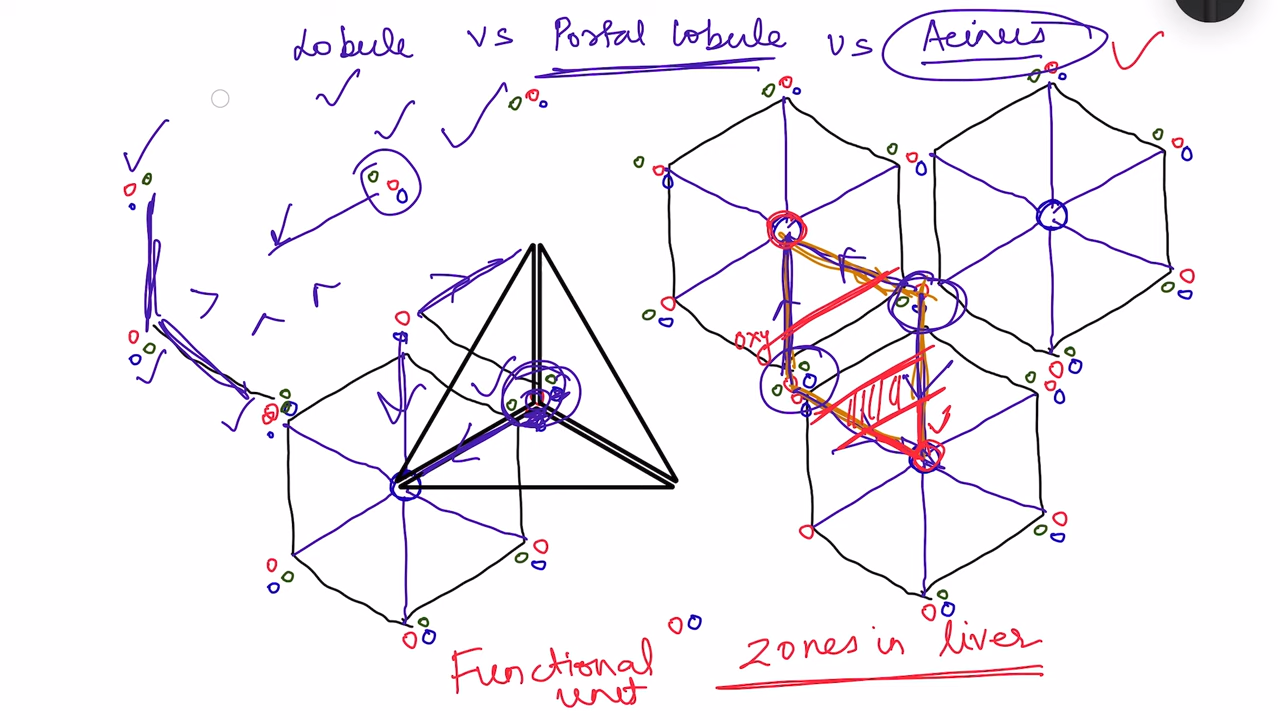 Lobule vs Portal lobule vs Acinus
oxy
Functional
unit
Zones in liver